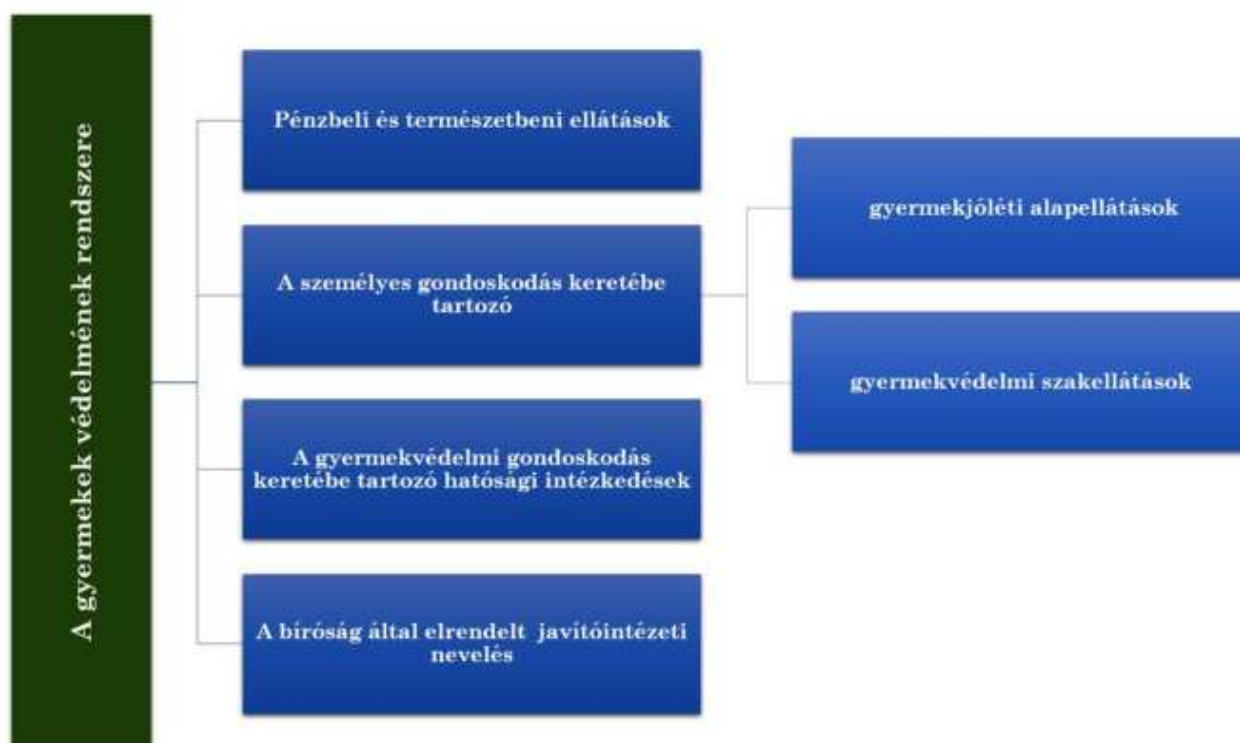 A gyermekek védelmének rendszere
Pénzbeli és természetbeni ellátások
A személyes gondoskodás keretébe
tartozó
gyermekjóléti alapellátások
gyermekvédelmi szakellátások
A gyermekvédelmi gondoskodás
keretébe tartozó hatósági intézkedések
A bíróság által elrendelt javítóintézeti
nevelés